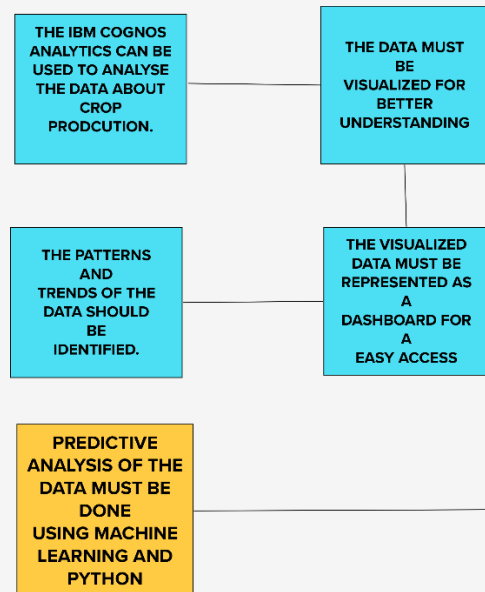 THE IBM COGNOS
ANALYTICS CAN BE
USED TO ANALYSE
THE DATA ABOUT
CROP
PRODCUTION.
THE DATA MUST
BE
VISUALIZED FOR
BETTER
UNDERSTANDING
THE PATTERNS
AND
TRENDS OF THE
DATA SHOULD
BE
IDENTIFIED.
THE VISUALIZED
DATA MUST BE
REPRESENTED AS
A
DASHBOARD FOR
A
EASY ACCESS
PREDICTIVE
ANALYSIS OF THE
DATA MUST BE
DONE
USING MACHINE
LEARNING AND
PYTHON